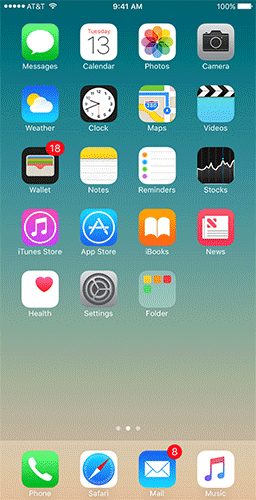 AT&T 9:41 AM 100%
Tuesday
13
Messages Calendar Photos Camera
280
Weather Clock Maps Videos
18
Wallet Notes Reminders Stocks
iTunes Store App Store iBooks News
Health Settings Folder
8
Phone Safari Mail Music